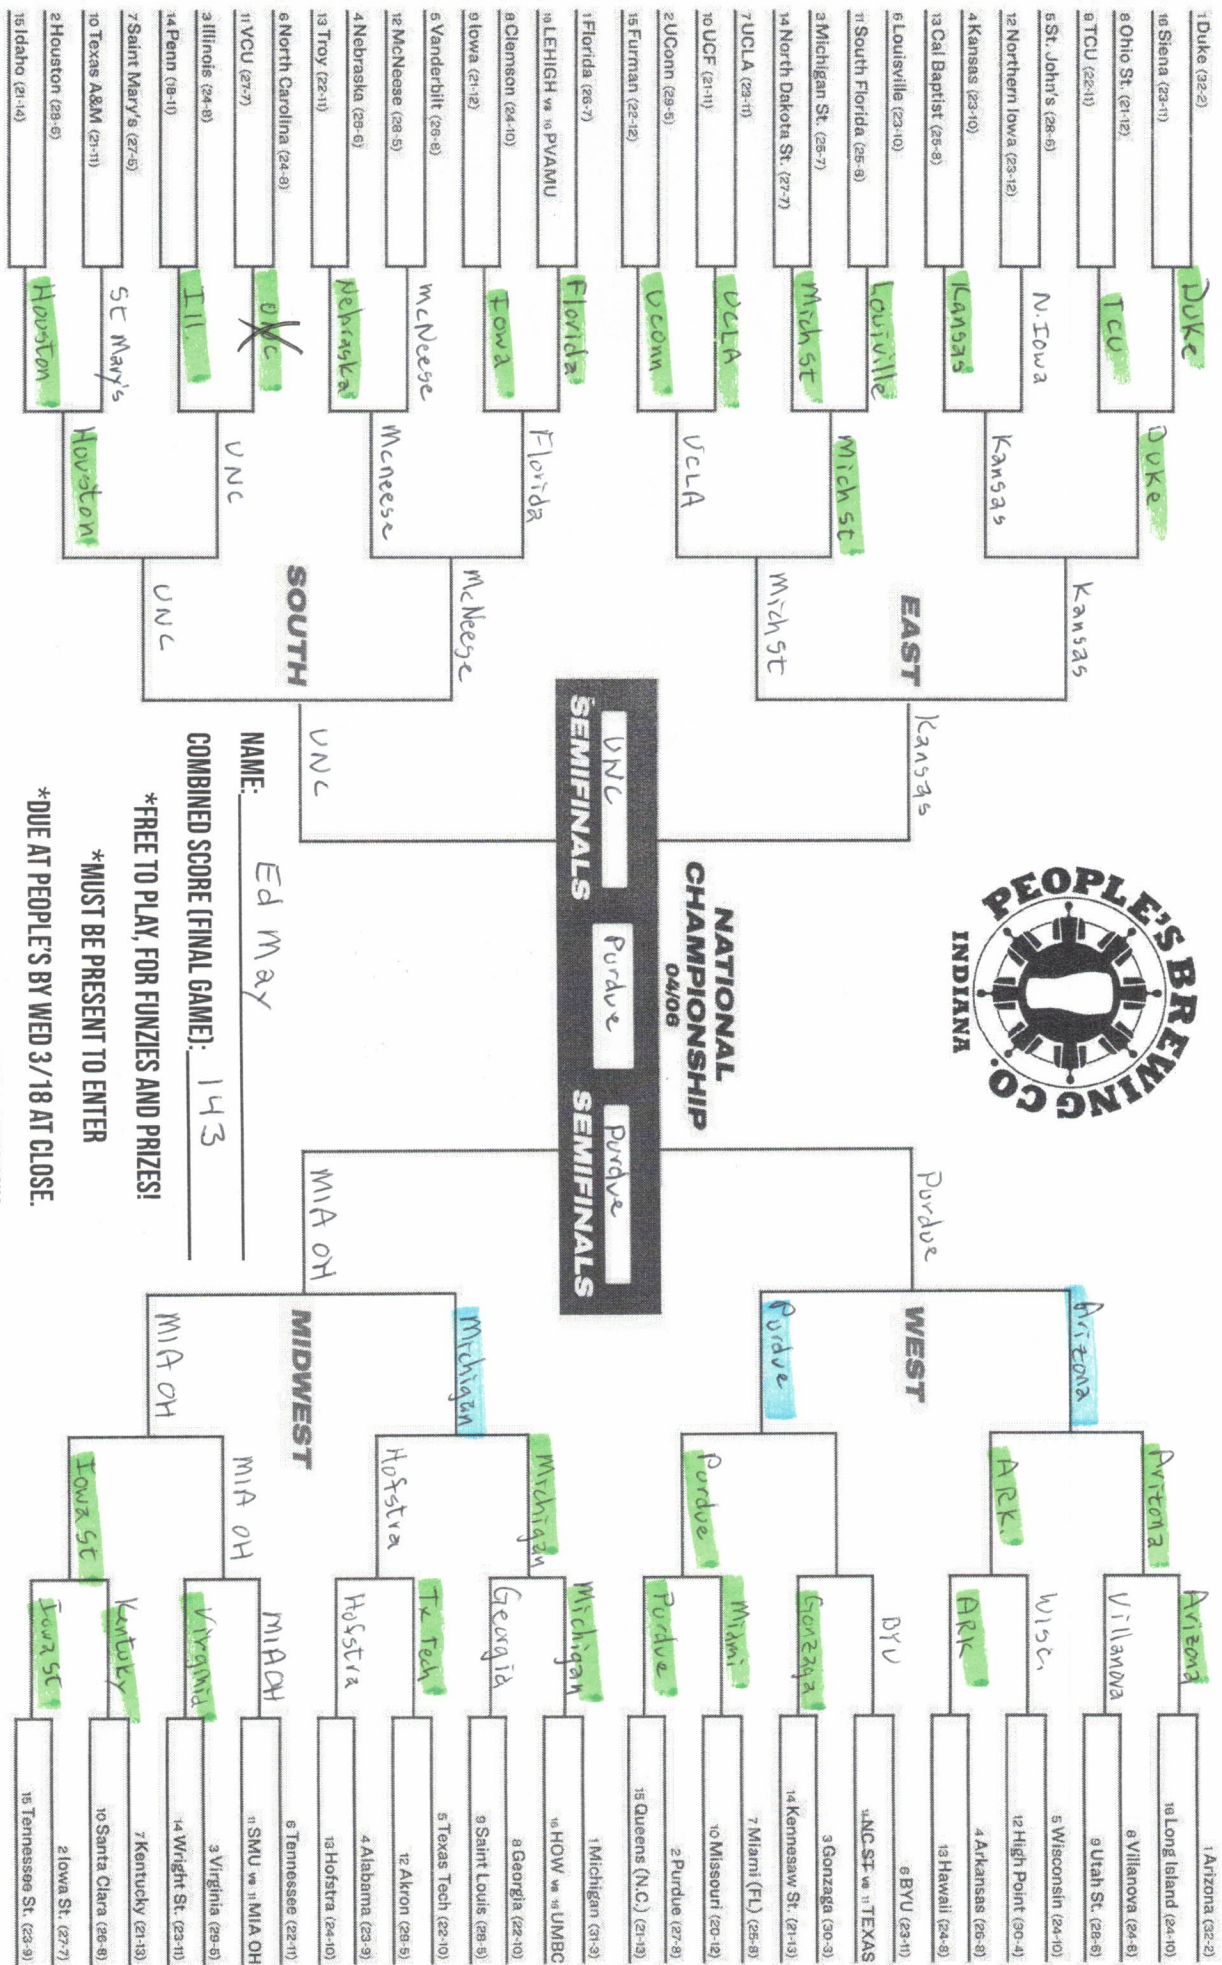 1 Duke (32-2)
16 Siena (23-11)
8 Ohio St. (21-12)
9 TCU (22-11)
5 St. John's (28-6)
12 Northern Iowa (23-12)
4 Kansas (23-10)
13 Cal Baptist (25-8)
6 Louisville (23-10)
11 South Florida (25-8)
3 Michigan St. (25-7)
14 North Dakota St. (27-7)
7 UCLA (23-11)
10 UCF (21-11)
2 UConn (29-5)
15 Furman (22-12)
Duke
TCU
N. Iowa
Kansas
Louiville
Mich st
UCLA
UConn
Duke
Kansas
Mich st
UCLA
Kansas
Mich st
EAST
Kansas
1 Florida (26-7)
16 LEHIGH vs 16 PVAMU
8 Clemson (24-10)
9 Iowa (21-12)
5 Vanderbilt (26-8)
12 McNeese (28-5)
4 Nebraska (26-6)
13 Troy (22-11)
6 North Carolina (24-8)
11 VCU (27-7)
3 Illinois (24-8)
14 Penn (18-10)
7 Saint Mary's (27-5)
10 Texas A&M (21-11)
2 Houston (28-6)
15 Idaho (21-14)
Florida
Iowa
McNeese
Nebraska
UNC
Ill.
St Mary's
Houston
Florida
Mcneese
UNC
Houston
McNeese
UNC
SOUTH
UNC
PEOPLE'S BREWING CO.
INDIANA
NATIONAL
CHAMPIONSHIP
04/06
UNC
SEMIFINALS
Purdue
Purdue
SEMIFINALS
NAME: Ed May
COMBINED SCORE (FINAL GAME): 143
*FREE TO PLAY, FOR FUNZIES AND PRIZES!
*MUST BE PRESENT TO ENTER
*DUE AT PEOPLE'S BY WED 3/18 AT CLOSE.
Purdue
WEST
Arizona
Purdue
Arizona
ARK.
Purdue
Arizona
Villanova
Wisc.
ARK
BYU
Gonzaga
Miami
Purdue
1 Arizona (32-2)
16 Long Island (24-10)
8 Villanova (24-8)
9 Utah St. (28-6)
5 Wisconsin (24-10)
12 High Point (30-4)
4 Arkansas (26-8)
13 Hawaii (24-8)
6 BYU (23-11)
11 NC ST vs 11 TEXAS
3 Gonzaga (30-3)
14 Kennesaw St. (21-13)
7 Miami (FL) (25-8)
10 Missouri (20-12)
2 Purdue (27-8)
15 Queens (N.C.) (21-13)
MIA OH
MIDWEST
Michigan
MIA OH
Michigan
Hofstra
MIA OH
Iowa st
Michigan
Georgia
Tx Tech
Hofstra
MIA OH
Virginia
Kentuky
Iowa st
1 Michigan (31-3)
16 HOW vs 16 UMBC
8 Georgia (22-10)
9 Saint Louis (28-5)
5 Texas Tech (22-10)
12 Akron (29-5)
4 Alabama (23-9)
13 Hofstra (24-10)
6 Tennessee (22-11)
11 SMU vs 11 MIA OH
3 Virginia (29-5)
14 Wright St. (23-11)
7 Kentucky (21-13)
10 Santa Clara (26-8)
2 Iowa St. (27-7)
15 Tennessee St. (23-9)